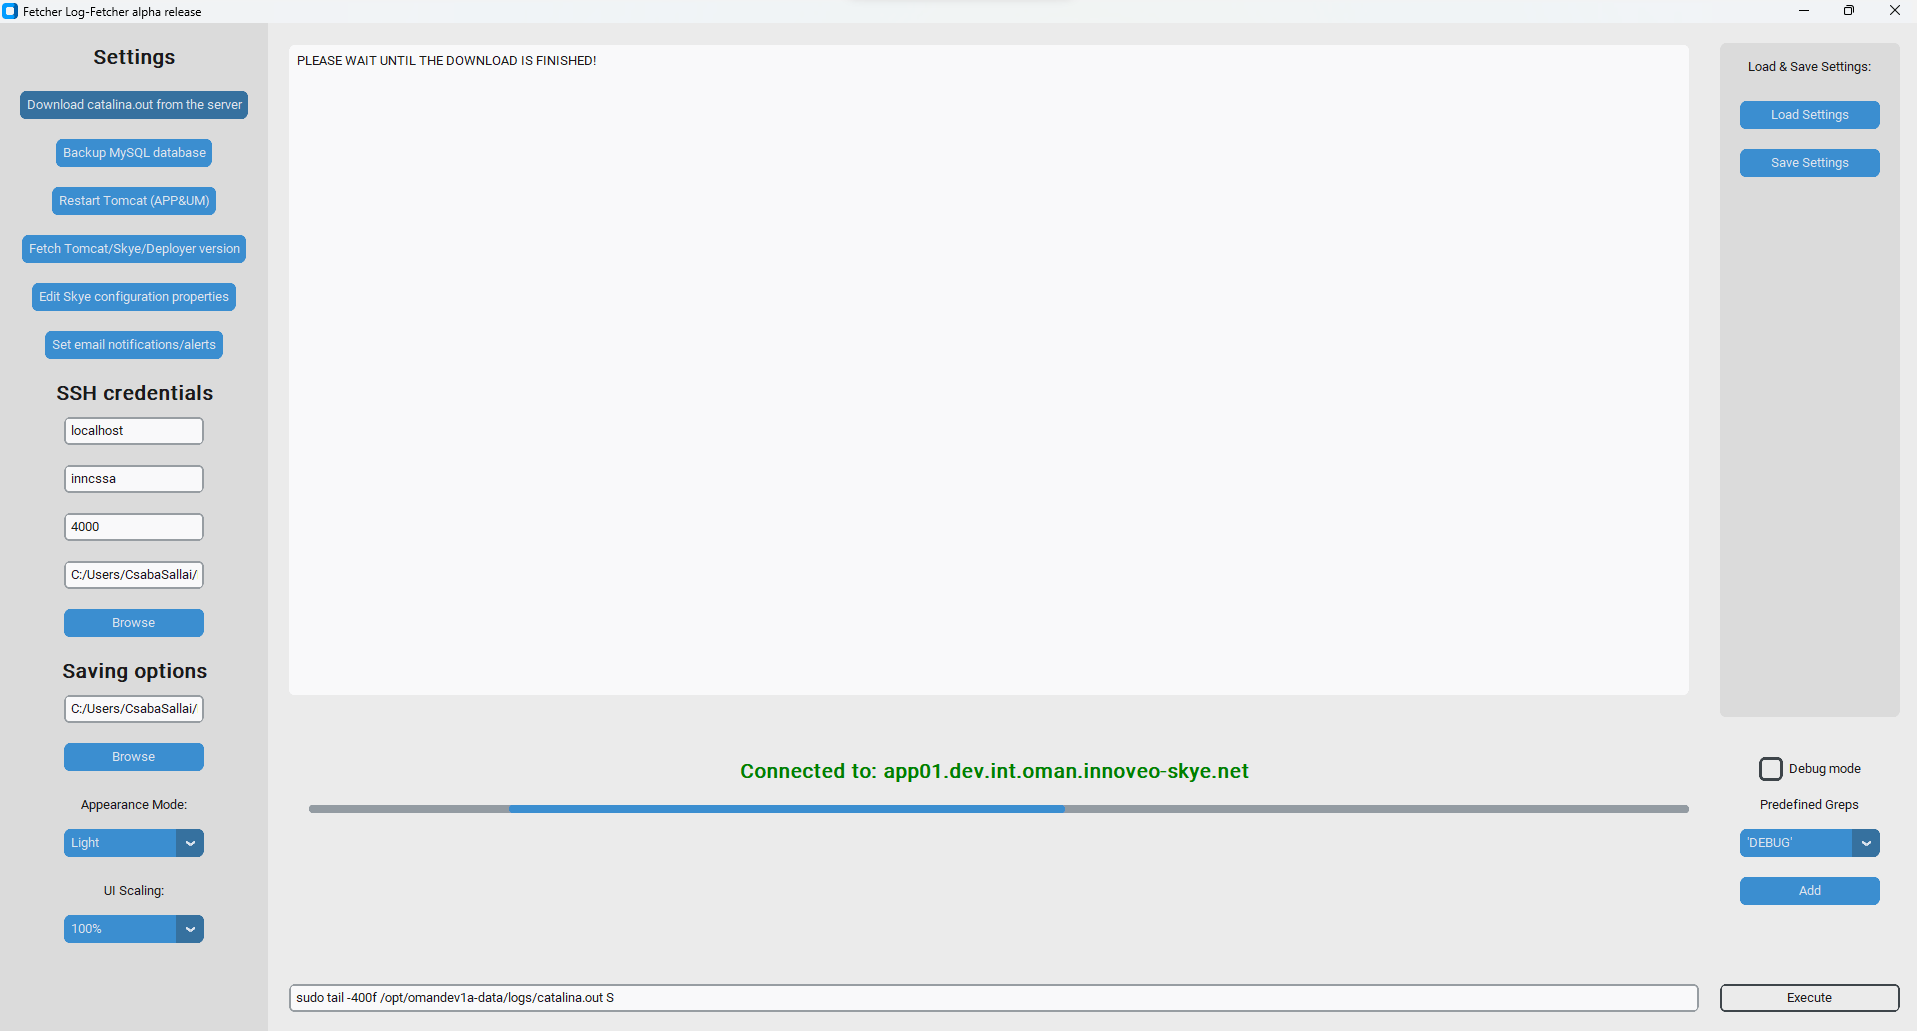 Fetcher Log-Fetcher alpha release
Settings
Download catalina.out from the server
Backup MySQL database
Restart Tomcat (APP&UM)
Fetch Tomcat/Skye/Deployer version
Edit Skye configuration properties
Set email notifications/alerts
SSH credentials
localhost
inncssa
4000
C:/Users/CsabaSallai/
Browse
Saving options
C:/Users/CsabaSallai/
Browse
Appearance Mode:
Light
UI Scaling:
100%
PLEASE WAIT UNTIL THE DOWNLOAD IS FINISHED!
Connected to: app01.dev.int.oman.innoveo-skye.net
sudo tail -400f /opt/omandev1a-data/logs/catalina.out S
Load & Save Settings:
Load Settings
Save Settings
Debug mode
Predefined Greps
'DEBUG'
Add
Execute